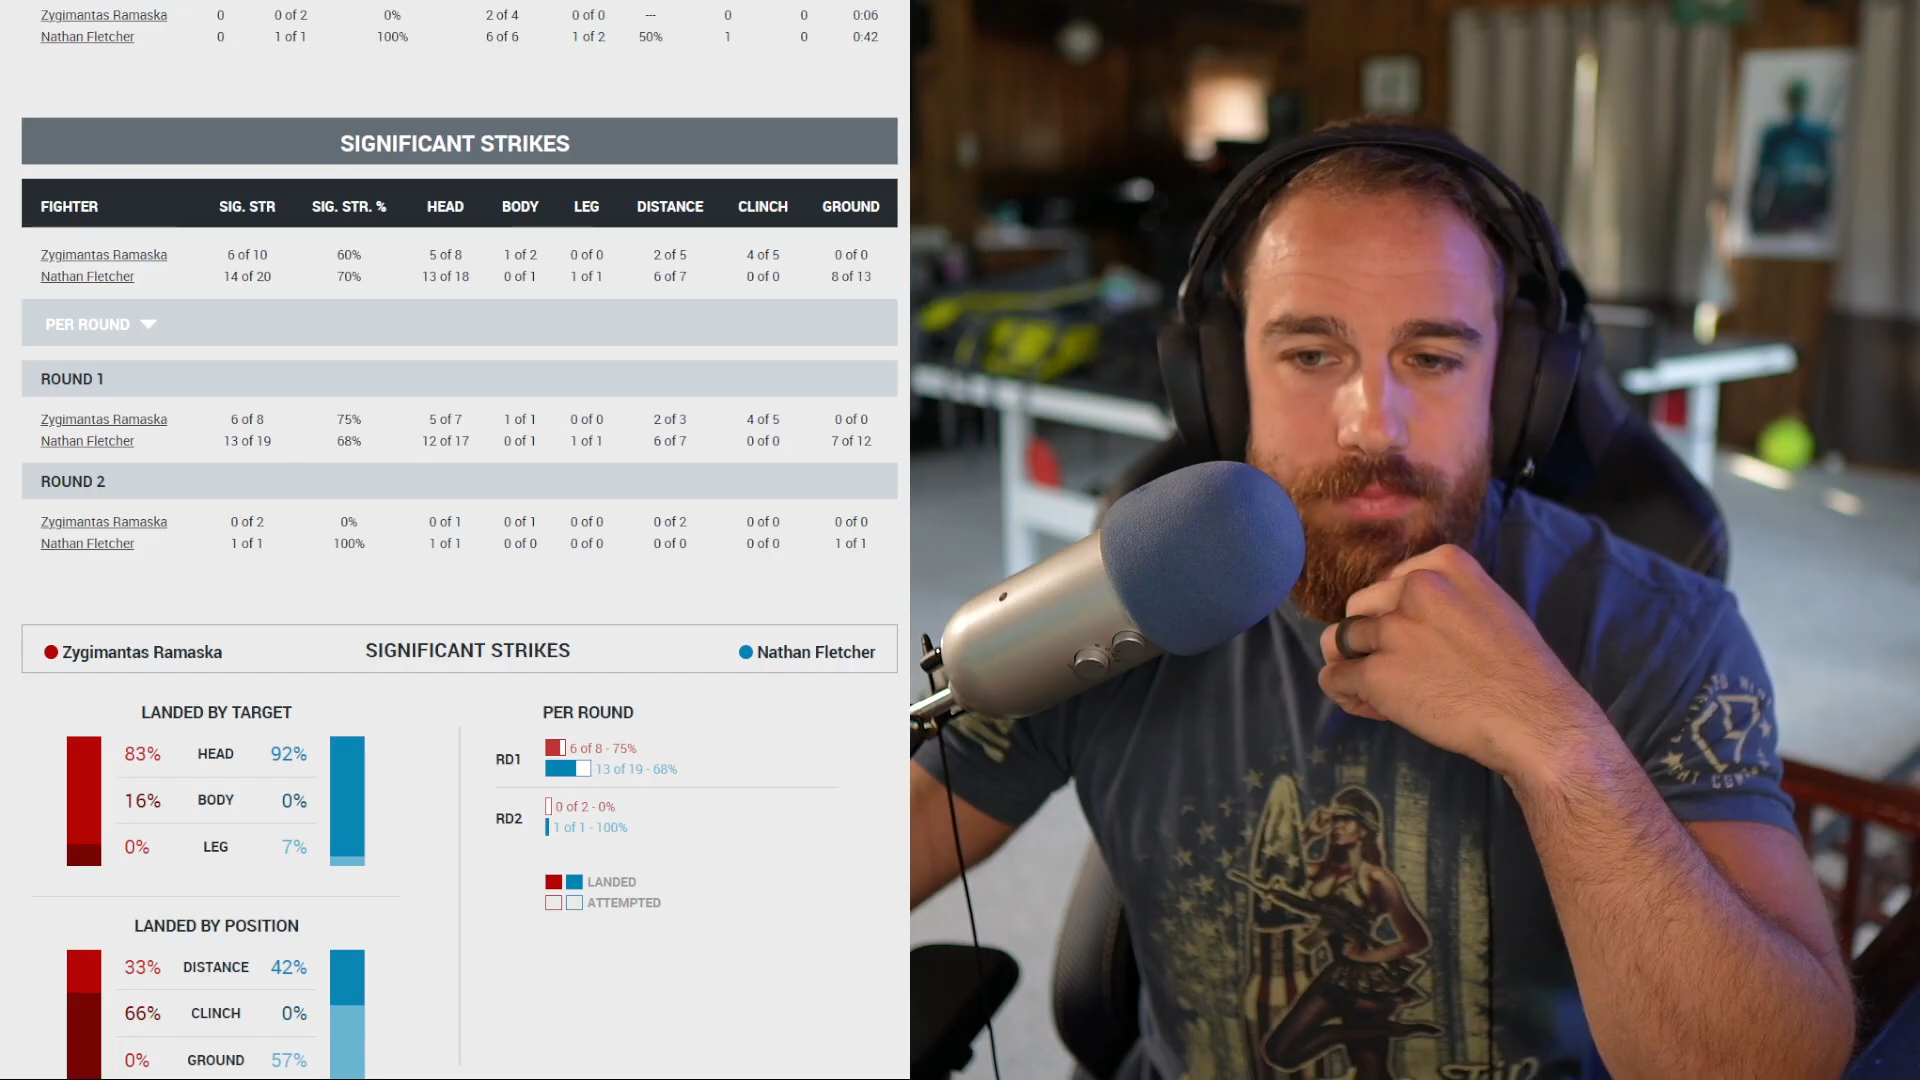 Zygimantas Ramaska 0 0 of 2 0% 2 of 4 0 of 0 --- 0 0 0:06
Nathan Fletcher 0 1 of 1 100% 6 of 6 1 of 2 50% 1 0 0:42
SIGNIFICANT STRIKES
FIGHTER SIG. STR SIG. STR. % HEAD BODY LEG DISTANCE CLINCH GROUND
Zygimantas Ramaska 6 of 10 60% 5 of 8 1 of 2 0 of 0 2 of 5 4 of 5 0 of 0
Nathan Fletcher 14 of 20 70% 13 of 18 0 of 1 1 of 1 6 of 7 0 of 0 8 of 13
PER ROUND
ROUND 1
Zygimantas Ramaska 6 of 8 75% 5 of 7 1 of 1 0 of 0 2 of 3 4 of 5 0 of 0
Nathan Fletcher 13 of 19 68% 12 of 17 0 of 1 1 of 1 6 of 7 0 of 0 7 of 12
ROUND 2
Zygimantas Ramaska 0 of 2 0% 0 of 1 0 of 1 0 of 0 0 of 2 0 of 0 0 of 0
Nathan Fletcher 1 of 1 100% 1 of 1 0 of 0 0 of 0 0 of 0 0 of 0 1 of 1
Zygimantas Ramaska SIGNIFICANT STRIKES Nathan Fletcher
LANDED BY TARGET
83% HEAD 92%
16% BODY 0%
0% LEG 7%
PER ROUND
RD1
6 of 8 - 75%
13 of 19 - 68%
RD2
0 of 2 - 0%
1 of 1 - 100%
LANDED
ATTEMPTED
LANDED BY POSITION
33% DISTANCE 42%
66% CLINCH 0%
0% GROUND 57%